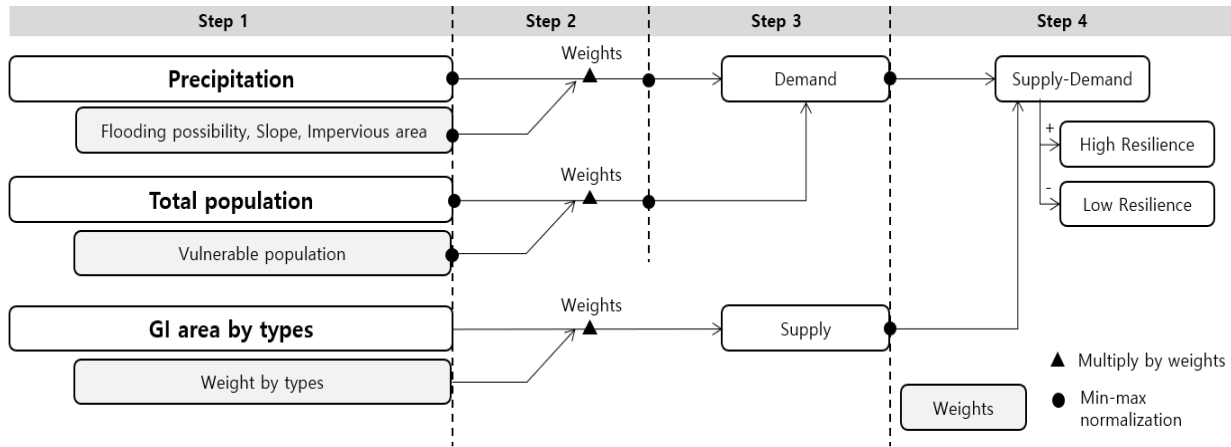 Step 1
Step 2
Step 3
Step 4
Precipitation
Flooding possibility, Slope, Impervious area
Weights
Demand
Supply-Demand
+
High Resilience
-
Low Resilience
Total population
Vulnerable population
Weights
GI area by types
Weight by types
Weights
Supply
Weights
Multiply by weights
Min-max
normalization